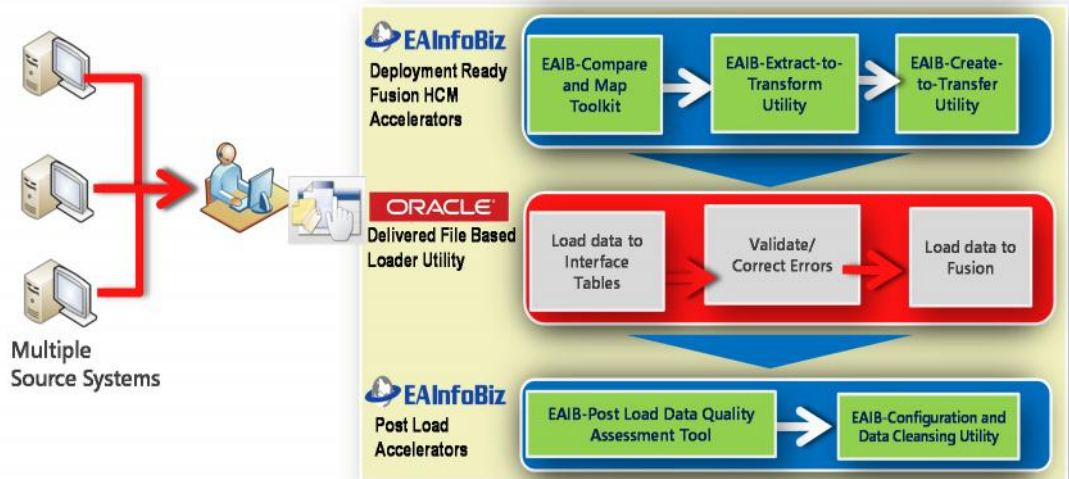 Multiple
Source Systems
EAInfoBiz
Deployment Ready
Fusion HCM
Accelerators
EAIB-Compare
and Map
Toolkit
EAIB-Extract-to-
Transform
Utility
EAIB-Create-
to-Transfer
Utility
ORACLE
Delivered File Based
Loader Utility
Load data to
Interface
Tables
Validate/
Correct Errors
Load data to
Fusion
EAInfoBiz
Post Load
Accelerators
EAIB-Post Load Data Quality
Assessment Tool
EAIB-Configuration and
Data Cleansing Utility